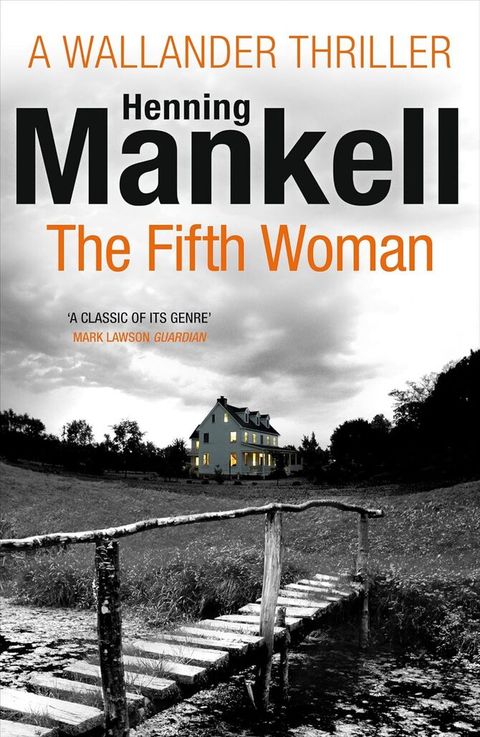 A WALLANDER THRILLER
Henning
Mankell
The Fifth Woman
'A CLASSIC OF ITS GENRE'
MARK LAWSON GUARDIAN